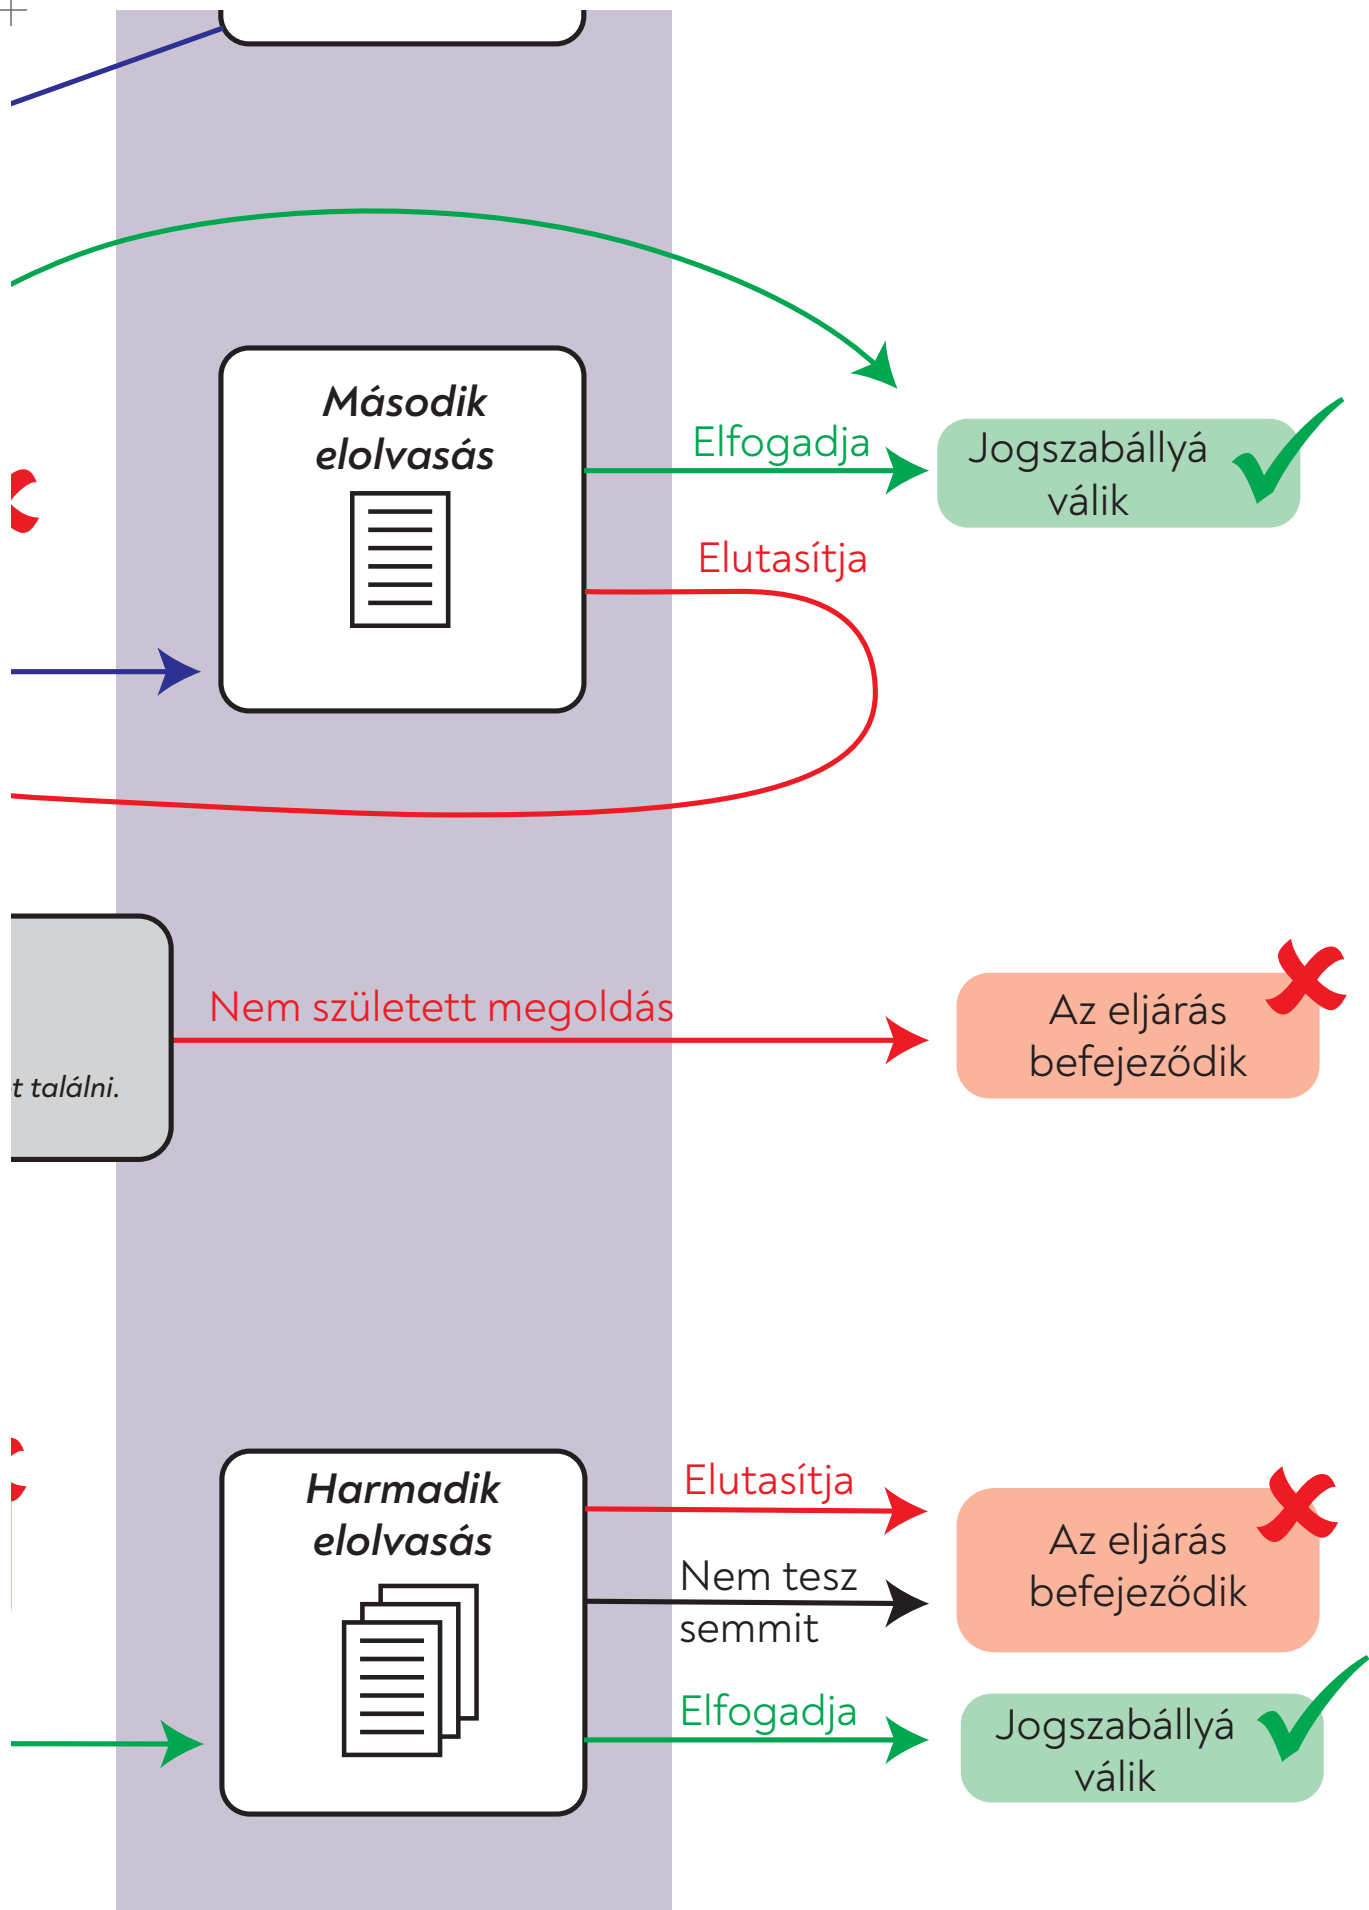 Második
elolvasás
Elfogadja
Jogszabállyá
válik
Elutasítja
Nem született megoldás
Az eljárás
befejeződik
t találni.
Harmadik
elolvasás
Elutasítja
Az eljárás
befejeződik
Nem tesz
semmit
Elfogadja
Jogszabállyá
válik